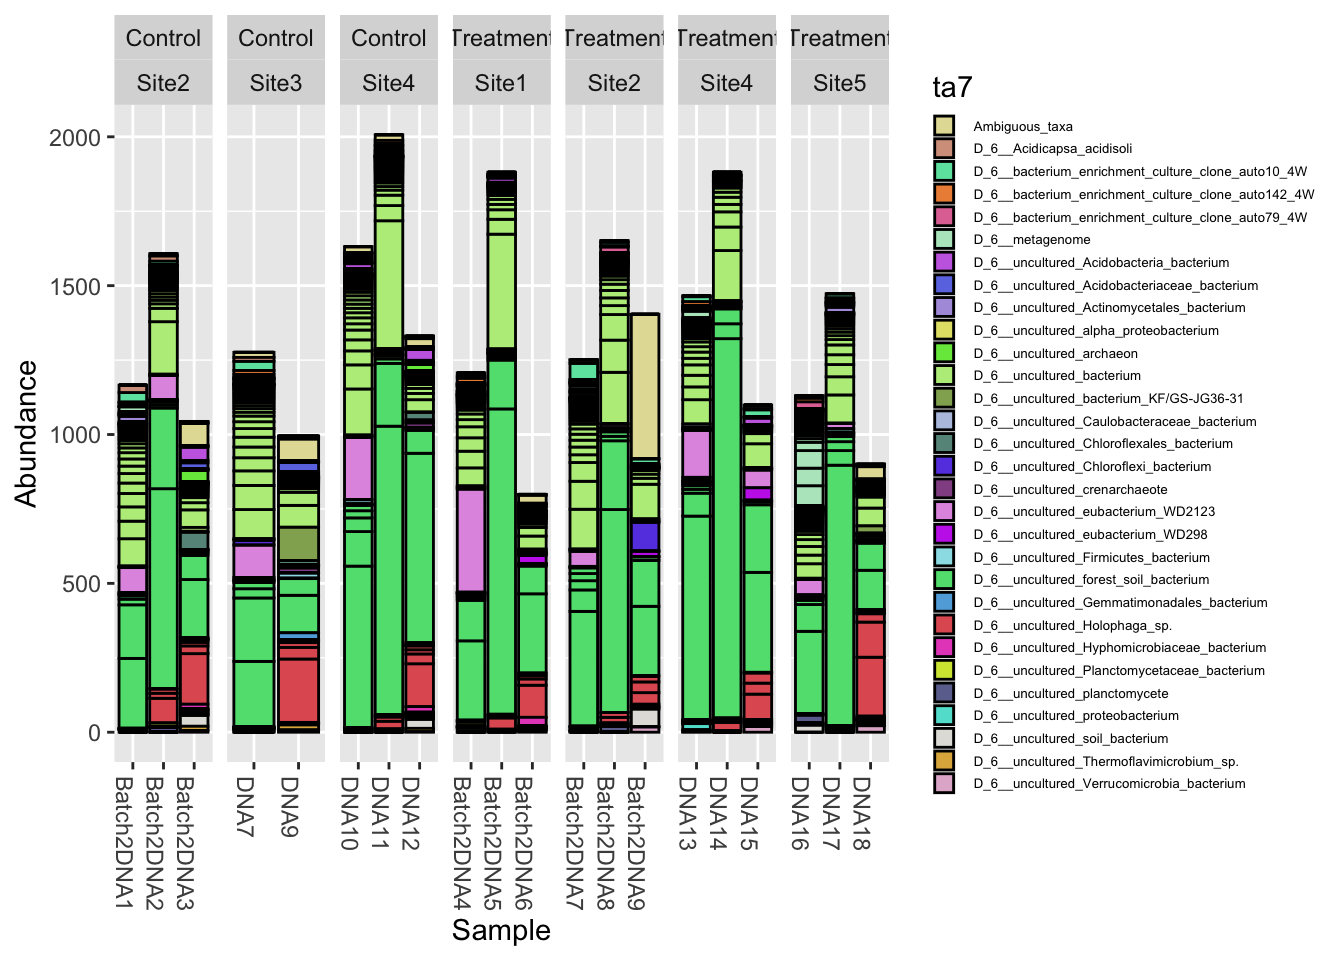 Control Control Control Treatment Treatment Treatment Treatment
Site2 Site3 Site4 Site1 Site2 Site4 Site5
Abundance
2000
1500
1000
500
0
Batch2DNA1
Batch2DNA2
Batch2DNA3
DNA7
DNA9
DNA10
DNA11
DNA12
Batch2DNA4
Batch2DNA5
Batch2DNA6
Batch2DNA7
Batch2DNA8
Batch2DNA9
DNA13
DNA14
DNA15
DNA16
DNA17
DNA18
Sample
ta7
Ambiguous_taxa
D_6__Acidicapsa_acidisoli
D_6__bacterium_enrichment_culture_clone_auto10_4W
D_6__bacterium_enrichment_culture_clone_auto142_4W
D_6__bacterium_enrichment_culture_clone_auto79_4W
D_6__metagenome
D_6__uncultured_Acidobacteria_bacterium
D_6__uncultured_Acidobacteriaceae_bacterium
D_6__uncultured_Actinomycetales_bacterium
D_6__uncultured_alpha_proteobacterium
D_6__uncultured_archaeon
D_6__uncultured_bacterium
D_6__uncultured_bacterium_KF/GS-JG36-31
D_6__uncultured_Caulobacteraceae_bacterium
D_6__uncultured_Chloroflexales_bacterium
D_6__uncultured_Chloroflexi_bacterium
D_6__uncultured_crenarchaeote
D_6__uncultured_eubacterium_WD2123
D_6__uncultured_eubacterium_WD298
D_6__uncultured_Firmicutes_bacterium
D_6__uncultured_forest_soil_bacterium
D_6__uncultured_Gemmatimonadales_bacterium
D_6__uncultured_Holophaga_sp.
D_6__uncultured_Hyphomicrobiaceae_bacterium
D_6__uncultured_Planctomycetaceae_bacterium
D_6__uncultured_planctomycete
D_6__uncultured_proteobacterium
D_6__uncultured_soil_bacterium
D_6__uncultured_Thermoflavimicrobium_sp.
D_6__uncultured_Verrucomicrobia_bacterium